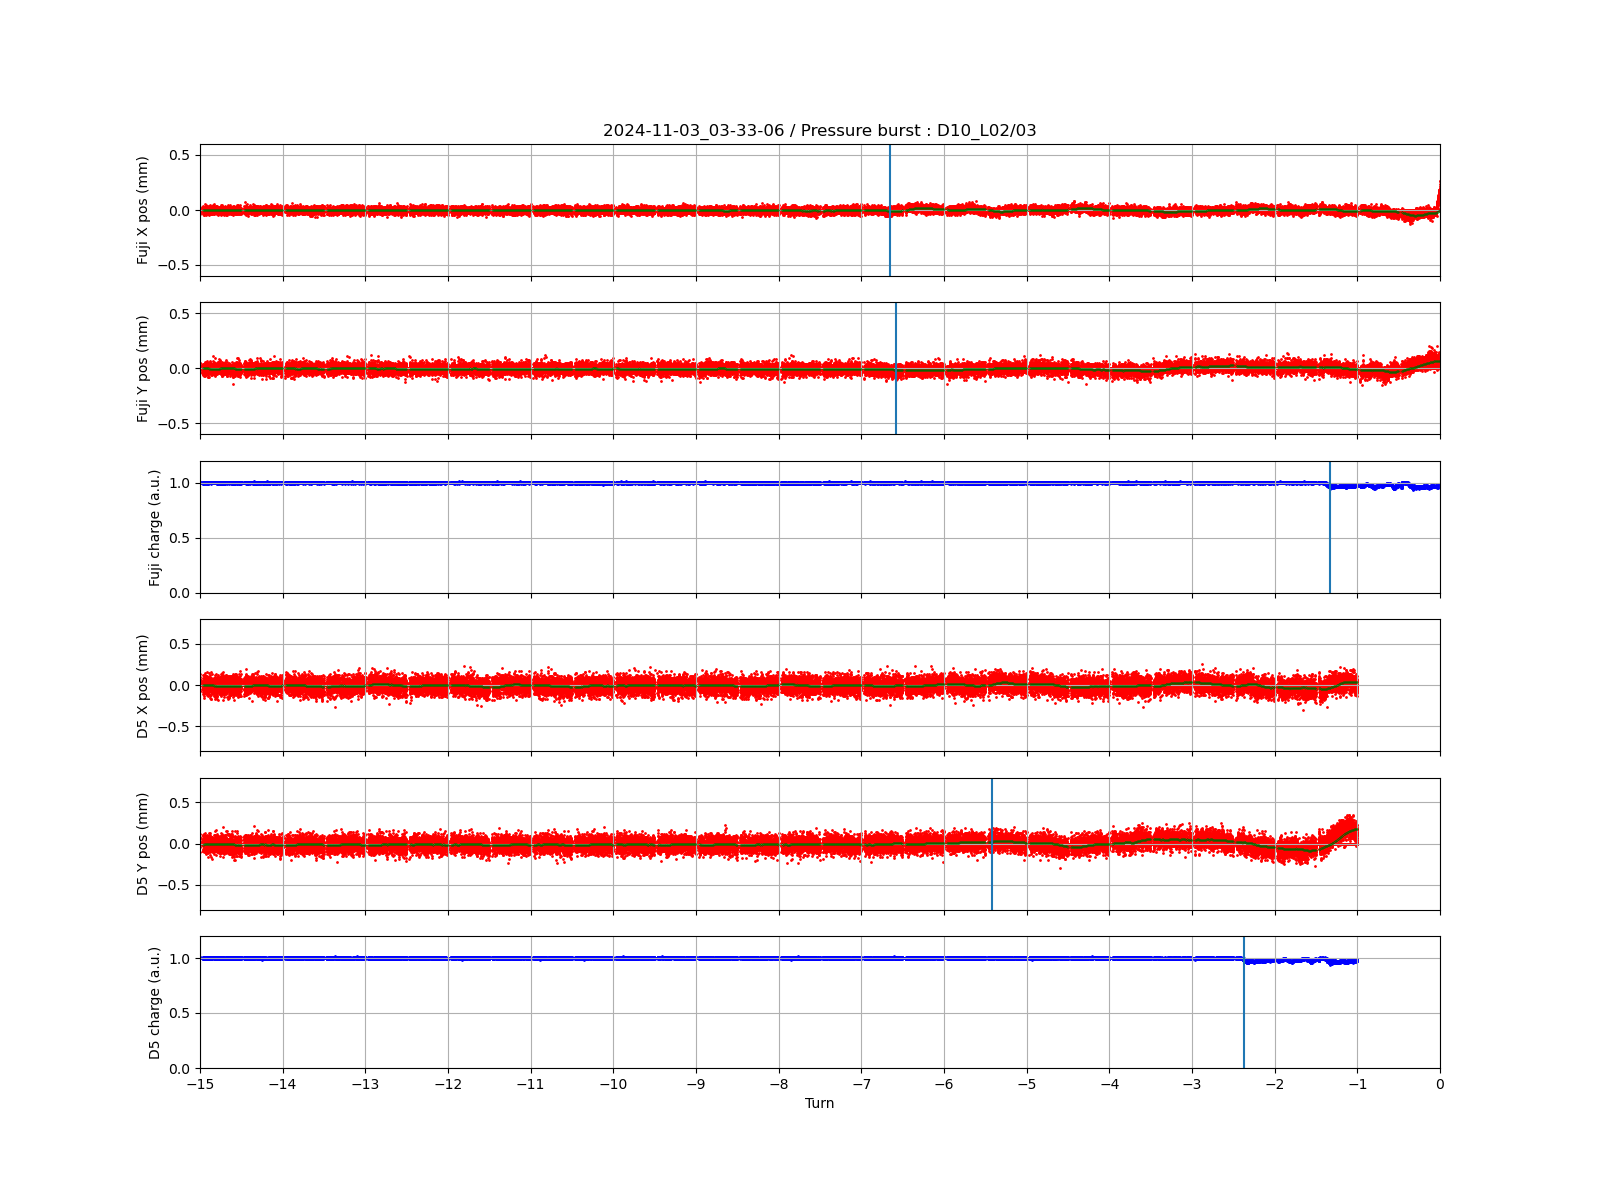 2024-11-03_03-33-06 / Pressure burst : D10_L02/03
Fuji X pos (mm)
0.5
0.0
−0.5
Fuji Y pos (mm)
0.5
0.0
−0.5
Fuji charge (a.u.)
1.0
0.5
0.0
D5 X pos (mm)
0.5
0.0
−0.5
D5 Y pos (mm)
0.5
0.0
−0.5
D5 charge (a.u.)
1.0
0.5
0.0
−15 −14 −13 −12 −11 −10 −9 −8 −7 −6 −5 −4 −3 −2 −1 0
Turn